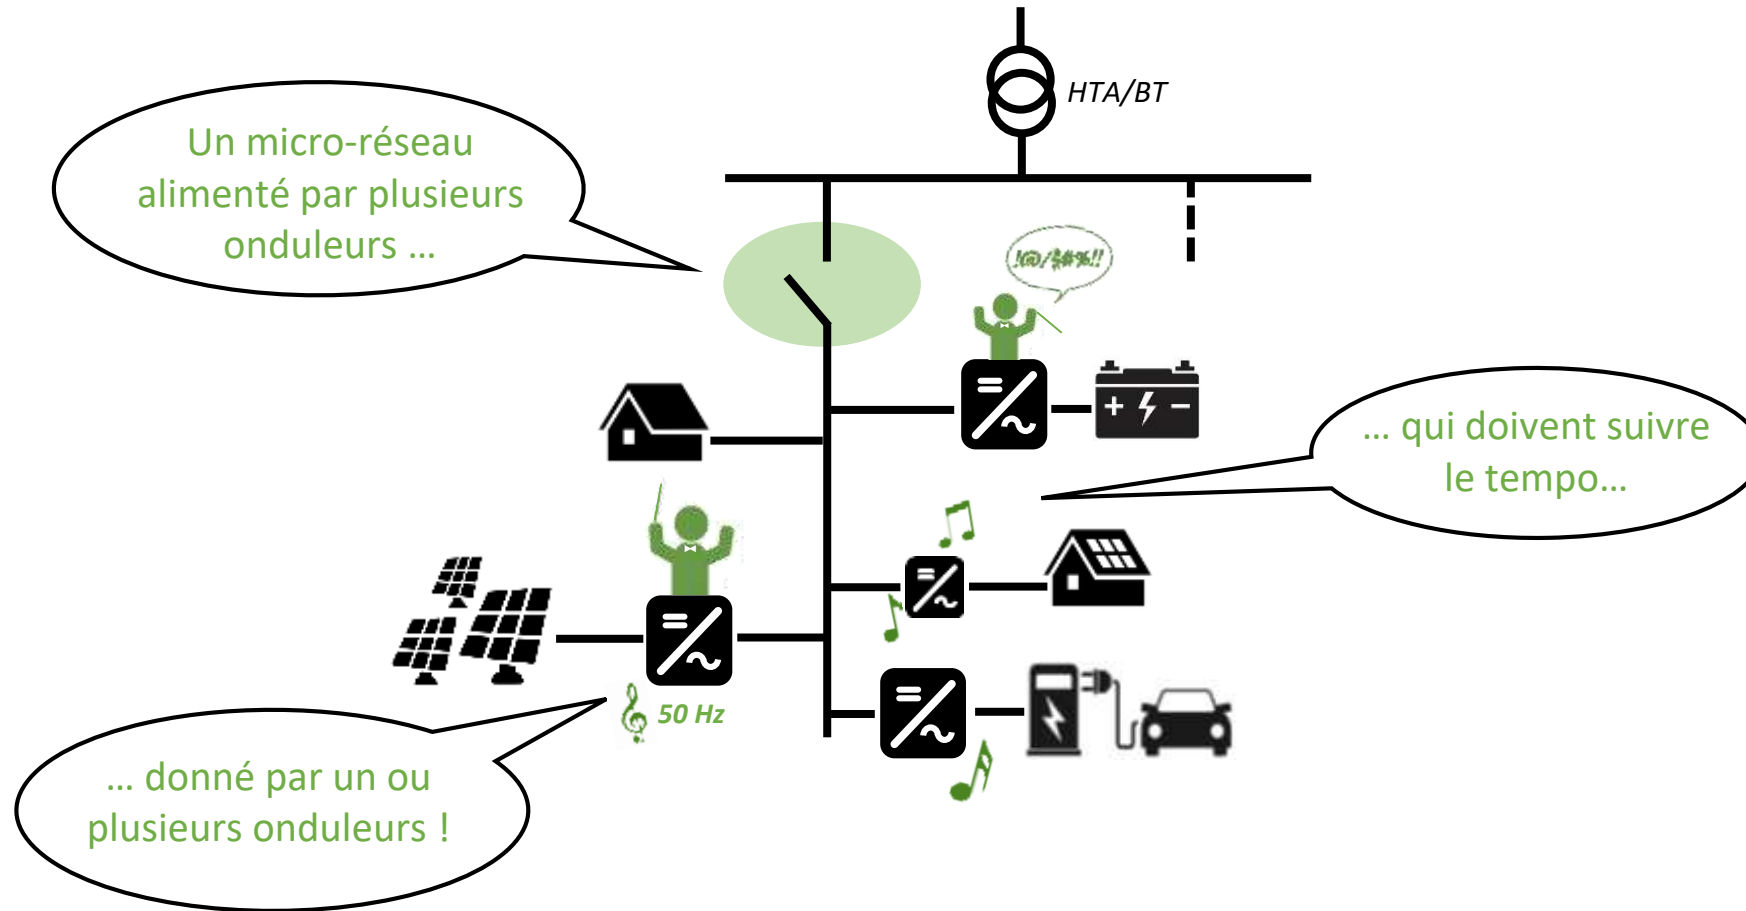 HTA/BT
Un micro-réseau
alimenté par plusieurs
onduleurs ...
!@/$#%!!
... qui doivent suivre
le tempo...
50 Hz
... donné par un ou
plusieurs onduleurs !